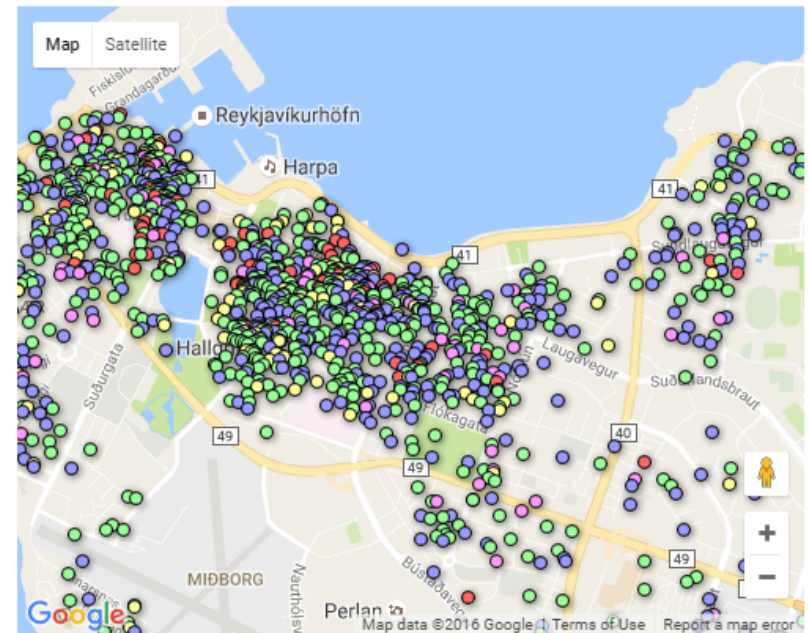 Map Satellite
Grandagarður
Reykjavíkurhöfn
Harpa
41
41
41
Suðurgata
Laugavegur
Flókagata
49
40
49
49
MIÐBORG
Perlan
Google
Map data ©2016 Google Terms of Use Report a map error